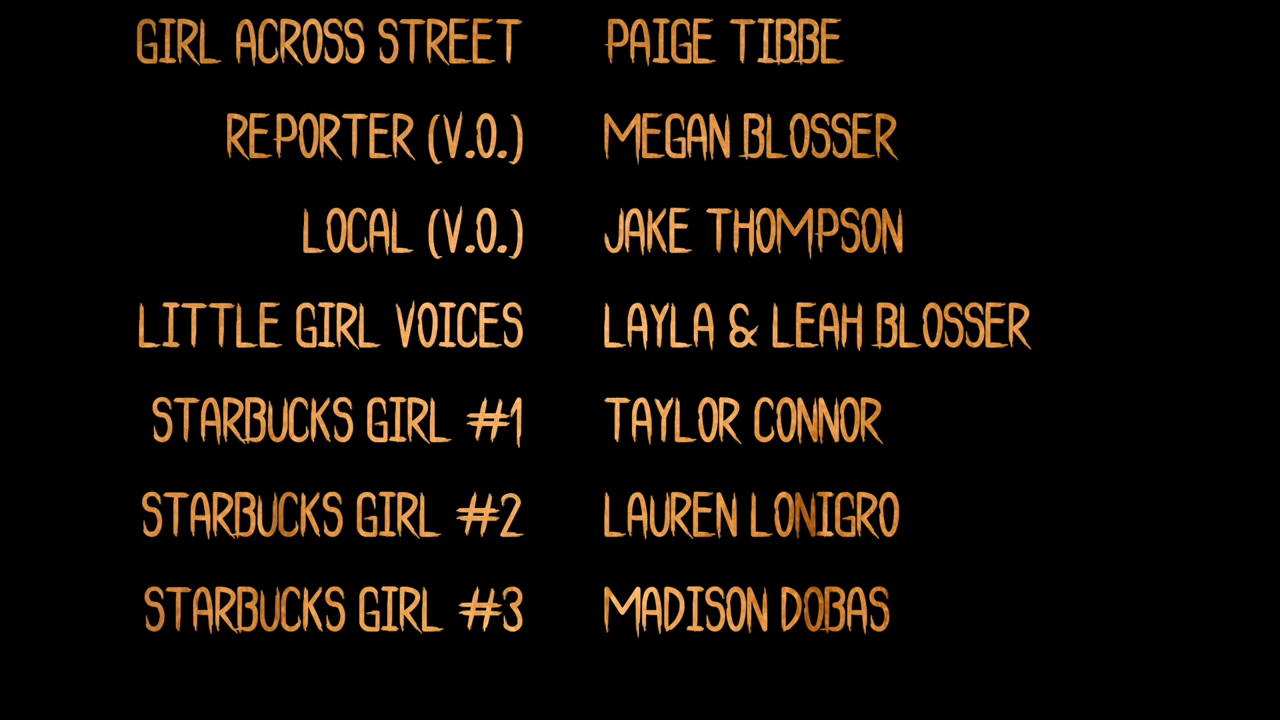 GIRL ACROSS STREET PAIGE TIBBE
REPORTER (V.O.) MEGAN BLOSSER
LOCAL (V.O.) JAKE THOMPSON
LITTLE GIRL VOICES LAYLA & LEAH BLOSSER
STARBUCKS GIRL #1 TAYLOR CONNOR
STARBUCKS GIRL #2 LAUREN LONIGRO
STARBUCKS GIRL #3 MADISON DOBAS